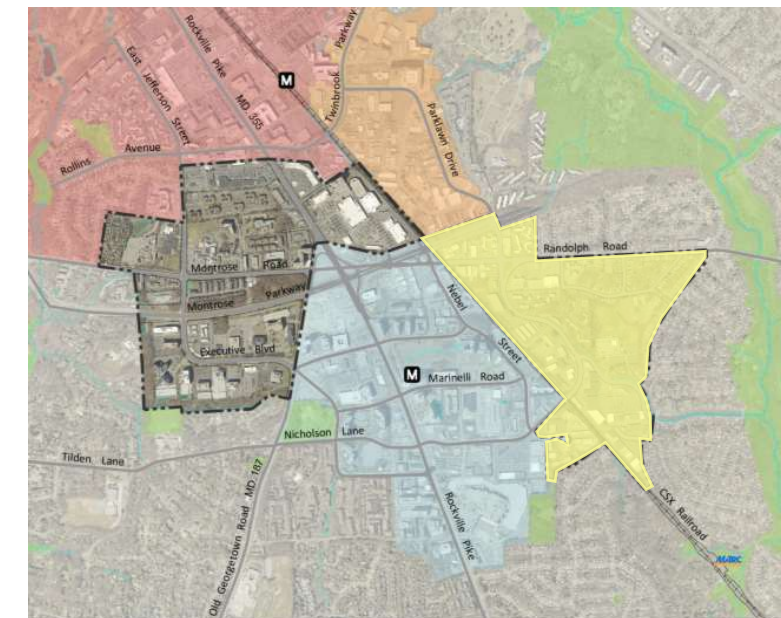 Rockville Pike MD 355
East Jefferson Street
Twinbrook Parkway
M
Parklawn Drive
Rollins Avenue
Randolph Road
Montrose Road
Montrose Parkway
Nebel Street
Executive Blvd
M
Marinelli Road
Nicholson Lane
Tilden Lane
Old Georgetown Road MD 187
Rockville Pike
CSX Railroad
MARC